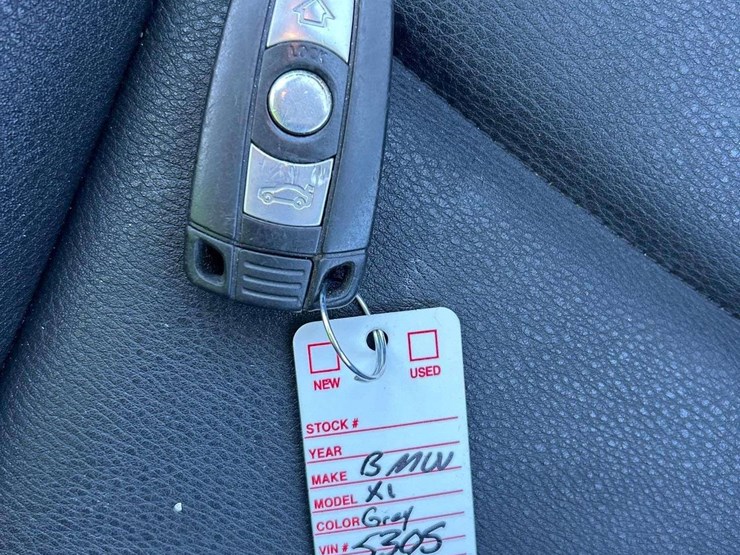 LOCK
NEW USED
STOCK #
YEAR
MAKE BMW
MODEL X1
COLOR Grey
VIN # 5305